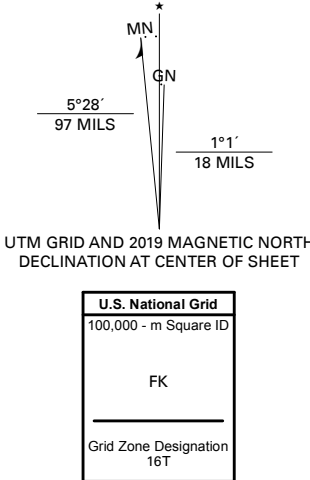 ★
MN
GN
5°28´
97 MILS
1°1´
18 MILS
UTM GRID AND 2019 MAGNETIC NORTH
DECLINATION AT CENTER OF SHEET
U.S. National Grid
100,000 - m Square ID
FK
Grid Zone Designation
16T